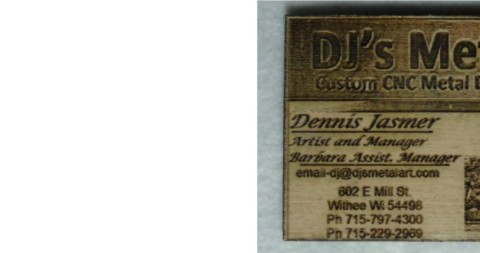 DJ's Me
Custom CNC Metal
Dennis Jasmer
Artist and Manager
Barbara Assist. Manager
email-dj@djsmetalart.com
602 E Mill St.
Withee Wi 54498
Ph 715-797-4300
Ph 715-229-2969